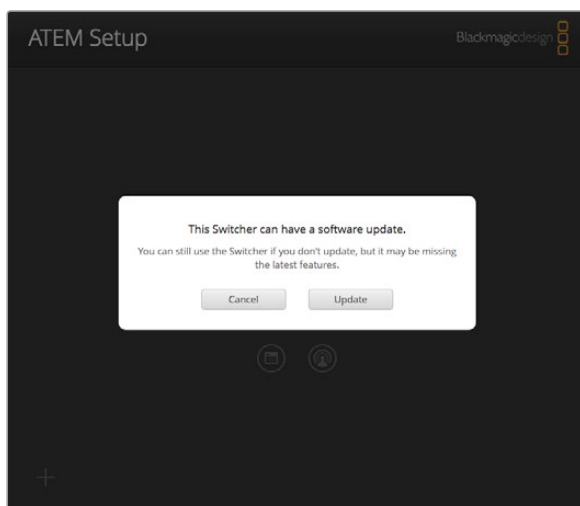 ATEM Setup
Blackmagicdesign
This Switcher can have a software update.
You can still use the Switcher if you don't update, but it may be missing
the latest features.
Cancel
Update